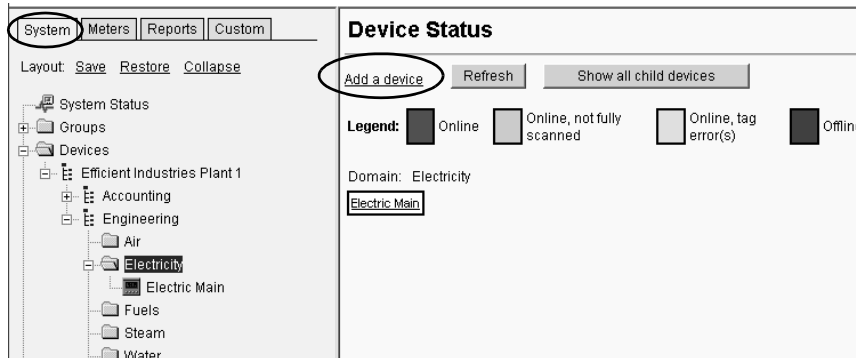 System Meters Reports Custom
Layout: Save Restore Collapse
System Status
Groups
Devices
Efficient Industries Plant 1
Accounting
Engineering
Air
Electricity
Electric Main
Fuels
Steam
Water
Device Status
Add a device Refresh Show all child devices
Legend: Online Online, not fully scanned Online, tag error(s) Offlin
Domain: Electricity
Electric Main